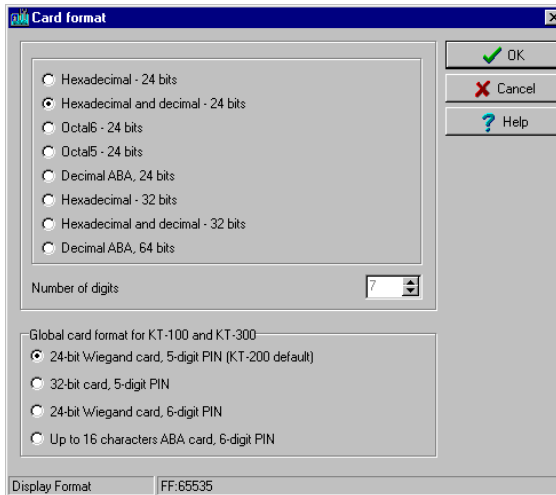 Card format
Hexadecimal - 24 bits
Hexadecimal and decimal - 24 bits
Octal6 - 24 bits
Octal5 - 24 bits
Decimal ABA, 24 bits
Hexadecimal - 32 bits
Hexadecimal and decimal - 32 bits
Decimal ABA, 64 bits
Number of digits 7
OK
Cancel
Help
Global card format for KT-100 and KT-300
24-bit Wiegand card, 5-digit PIN (KT-200 default)
32-bit card, 5-digit PIN
24-bit Wiegand card, 6-digit PIN
Up to 16 characters ABA card, 6-digit PIN
Display Format FF:65535